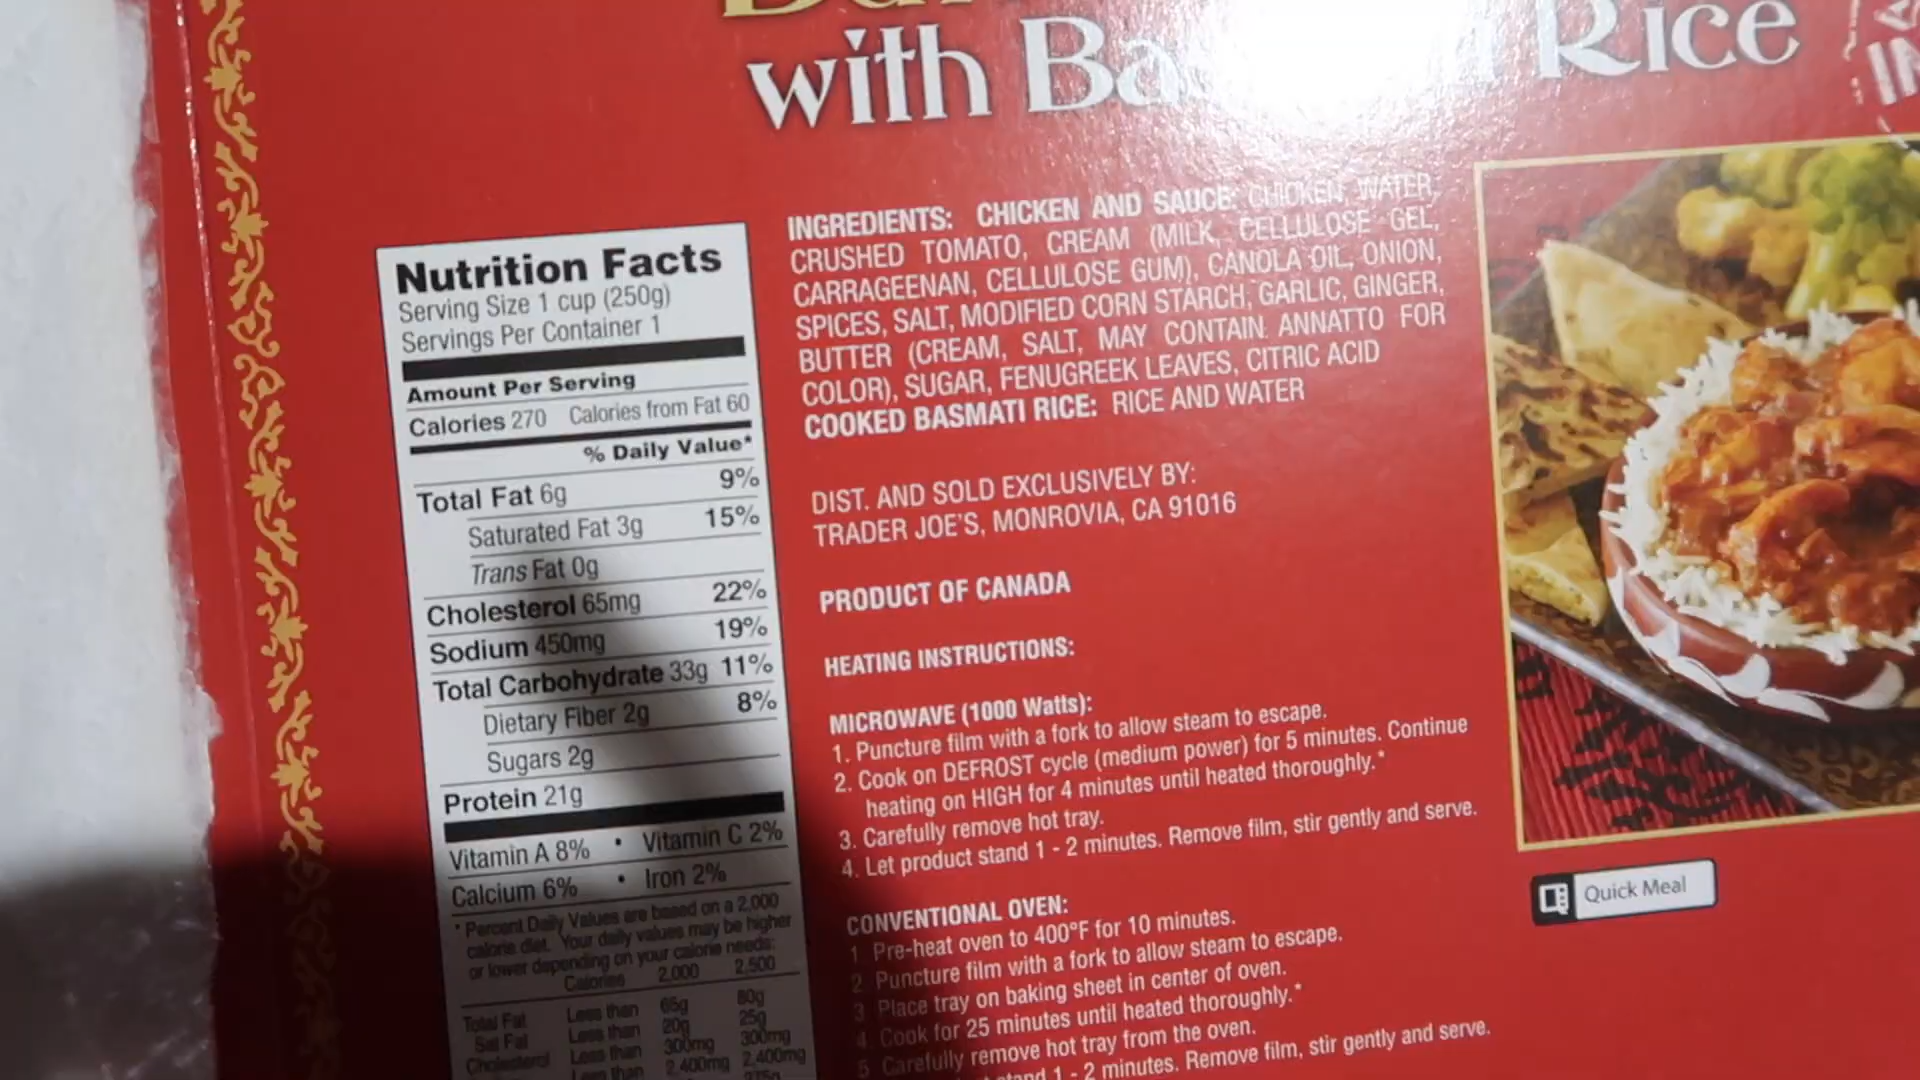 with Ba Rice
IN
Nutrition Facts
Serving Size 1 cup (250g)
Servings Per Container 1
Amount Per Serving
Calories 270 Calories from Fat 60
% Daily Value*
Total Fat 6g 9%
Saturated Fat 3g 15%
Trans Fat 0g
Cholesterol 65mg 22%
Sodium 450mg 19%
Total Carbohydrate 33g 11%
Dietary Fiber 2g 8%
Sugars 2g
Protein 21g
Vitamin A 8% • Vitamin C 2%
Calcium 6% • Iron 2%
* Percent Daily Values are based on a 2,000
calorie diet. Your daily values may be higher
or lower depending on your calorie needs:
Calories 2,000 2,500
Total Fat Less than 65g 80g
Sat Fat Less than 20g 25g
Cholesterol Less than 300mg 300mg
Less than 2,400mg 2,400mg
375g
INGREDIENTS: CHICKEN AND SAUCE: CHICKEN, WATER,
CRUSHED TOMATO, CREAM (MILK, CELLULOSE GEL,
CARRAGEENAN, CELLULOSE GUM), CANOLA OIL, ONION,
SPICES, SALT, MODIFIED CORN STARCH, GARLIC, GINGER,
BUTTER (CREAM, SALT, MAY CONTAIN: ANNATTO FOR
COLOR), SUGAR, FENUGREEK LEAVES, CITRIC ACID
COOKED BASMATI RICE: RICE AND WATER
DIST. AND SOLD EXCLUSIVELY BY:
TRADER JOE'S, MONROVIA, CA 91016
PRODUCT OF CANADA
HEATING INSTRUCTIONS:
MICROWAVE (1000 Watts):
1. Puncture film with a fork to allow steam to escape.
2. Cook on DEFROST cycle (medium power) for 5 minutes. Continue
heating on HIGH for 4 minutes until heated thoroughly.*
3. Carefully remove hot tray.
4. Let product stand 1 - 2 minutes. Remove film, stir gently and serve.
CONVENTIONAL OVEN:
1 Pre-heat oven to 400°F for 10 minutes.
2 Puncture film with a fork to allow steam to escape.
3 Place tray on baking sheet in center of oven.
4 Cook for 25 minutes until heated thoroughly.*
5 Carefully remove hot tray from the oven.
stand 1 - 2 minutes. Remove film, stir gently and serve.
Quick Meal